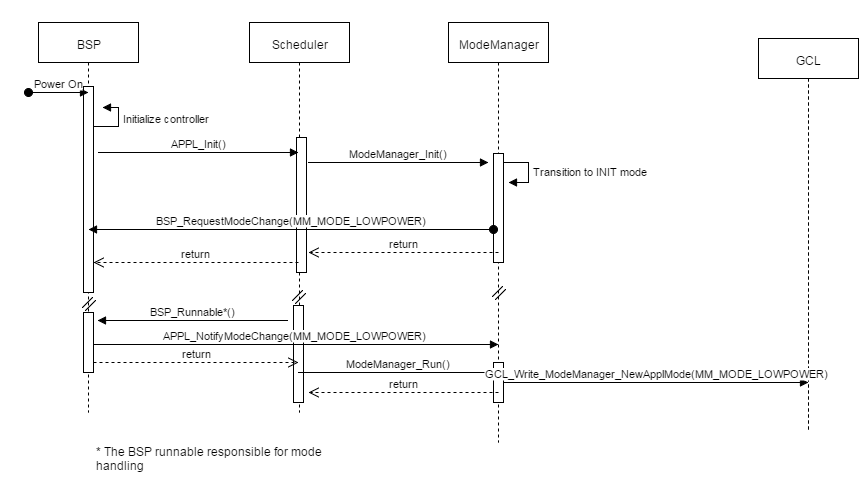 BSP
Scheduler
ModeManager
GCL
Power On
Initialize controller
APPL_Init()
ModeManager_Init()
Transition to INIT mode
BSP_RequestModeChange(MM_MODE_LOWPOWER)
return
return
BSP_Runnable*()
APPL_NotifyModeChange(MM_MODE_LOWPOWER)
return
ModeManager_Run()
GCL_Write_ModeManager_NewApplMode(MM_MODE_LOWPOWER)
return
* The BSP runnable responsible for mode
handling